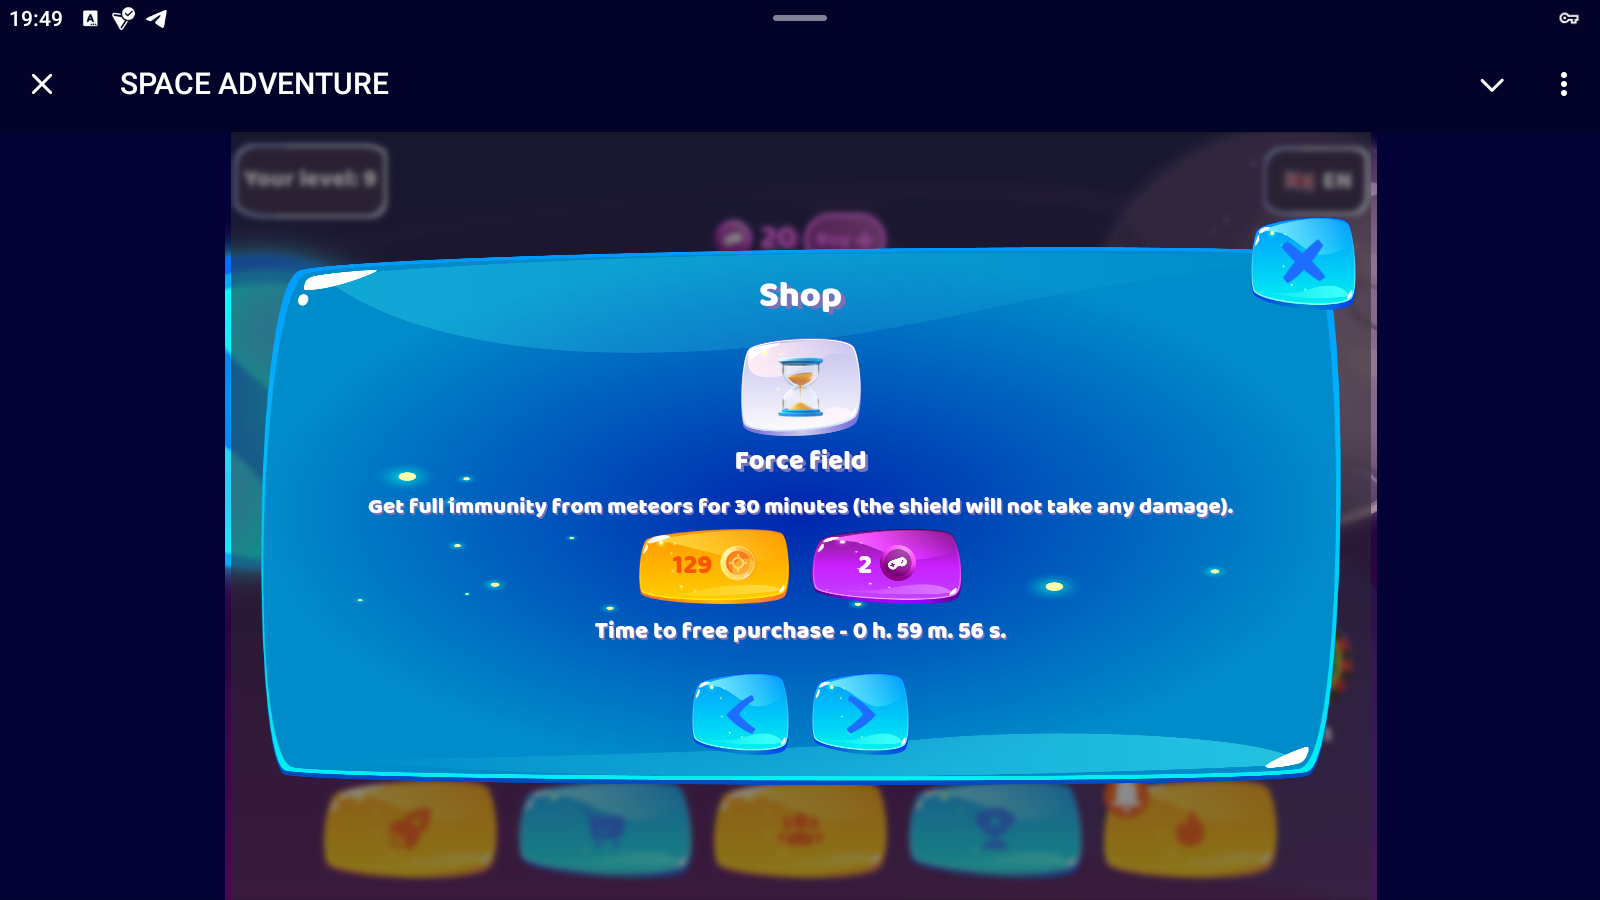 19:49
SPACE ADVENTURE
Your level: 9
EN
20
Buy
Shop
Force field
Get full immunity from meteors for 30 minutes (the shield will not take any damage).
129
2
Time to free purchase - 0 h. 59 m. 56 s.